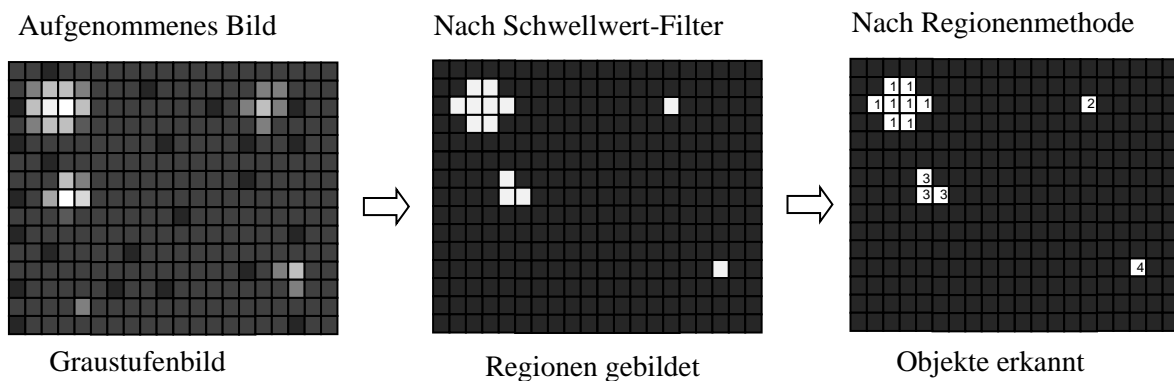 Aufgenommenes Bild
Nach Schwellwert-Filter
Nach Regionenmethode
1 1
1 1 1 1
2
1 1
3
3 3
4
Graustufenbild
Regionen gebildet
Objekte erkannt